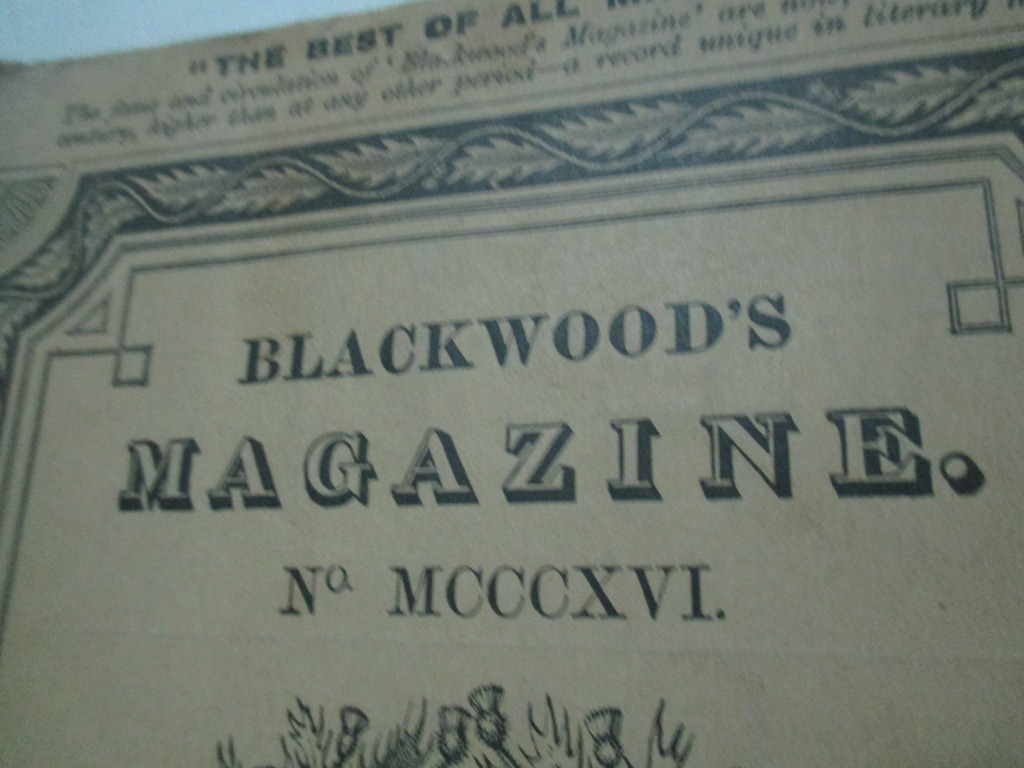 "THE BEST OF ALL
The fame and circulation of 'Blackwood's Magazine' are now,
century, higher than at any other period—a record unique in literary
BLACKWOOD'S
MAGAZINE.
No MCCCXVI.